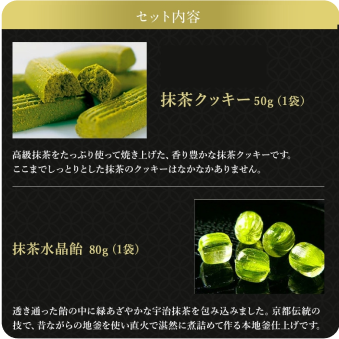 セット内容
抹茶クッキー 50g（1袋）
高級抹茶をたっぷり使って焼き上げた、香り豊かな抹茶クッキーです。
ここまでしっとりとした抹茶のクッキーはなかなかありません。
抹茶水晶飴 80g（1袋）
透き通った飴の中に緑あざやかな宇治抹茶を包み込みました。京都伝統の
技で、昔ながらの地釜を使い直火で湛然に煮詰めて作る本地釜仕上げです。